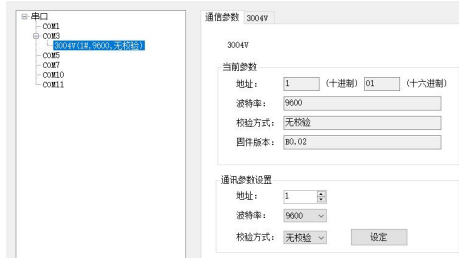 串口
COM1
COM3
3004V(1#,9600,无校验)
COM5
COM7
COM10
COM11
通信参数 3004V
3004V
当前参数
地址: 1 (十进制) 01 (十六进制)
波特率: 9600
校验方式: 无校验
固件版本: B0.02
通讯参数设置
地址: 1
波特率: 9600
校验方式: 无校验 设定